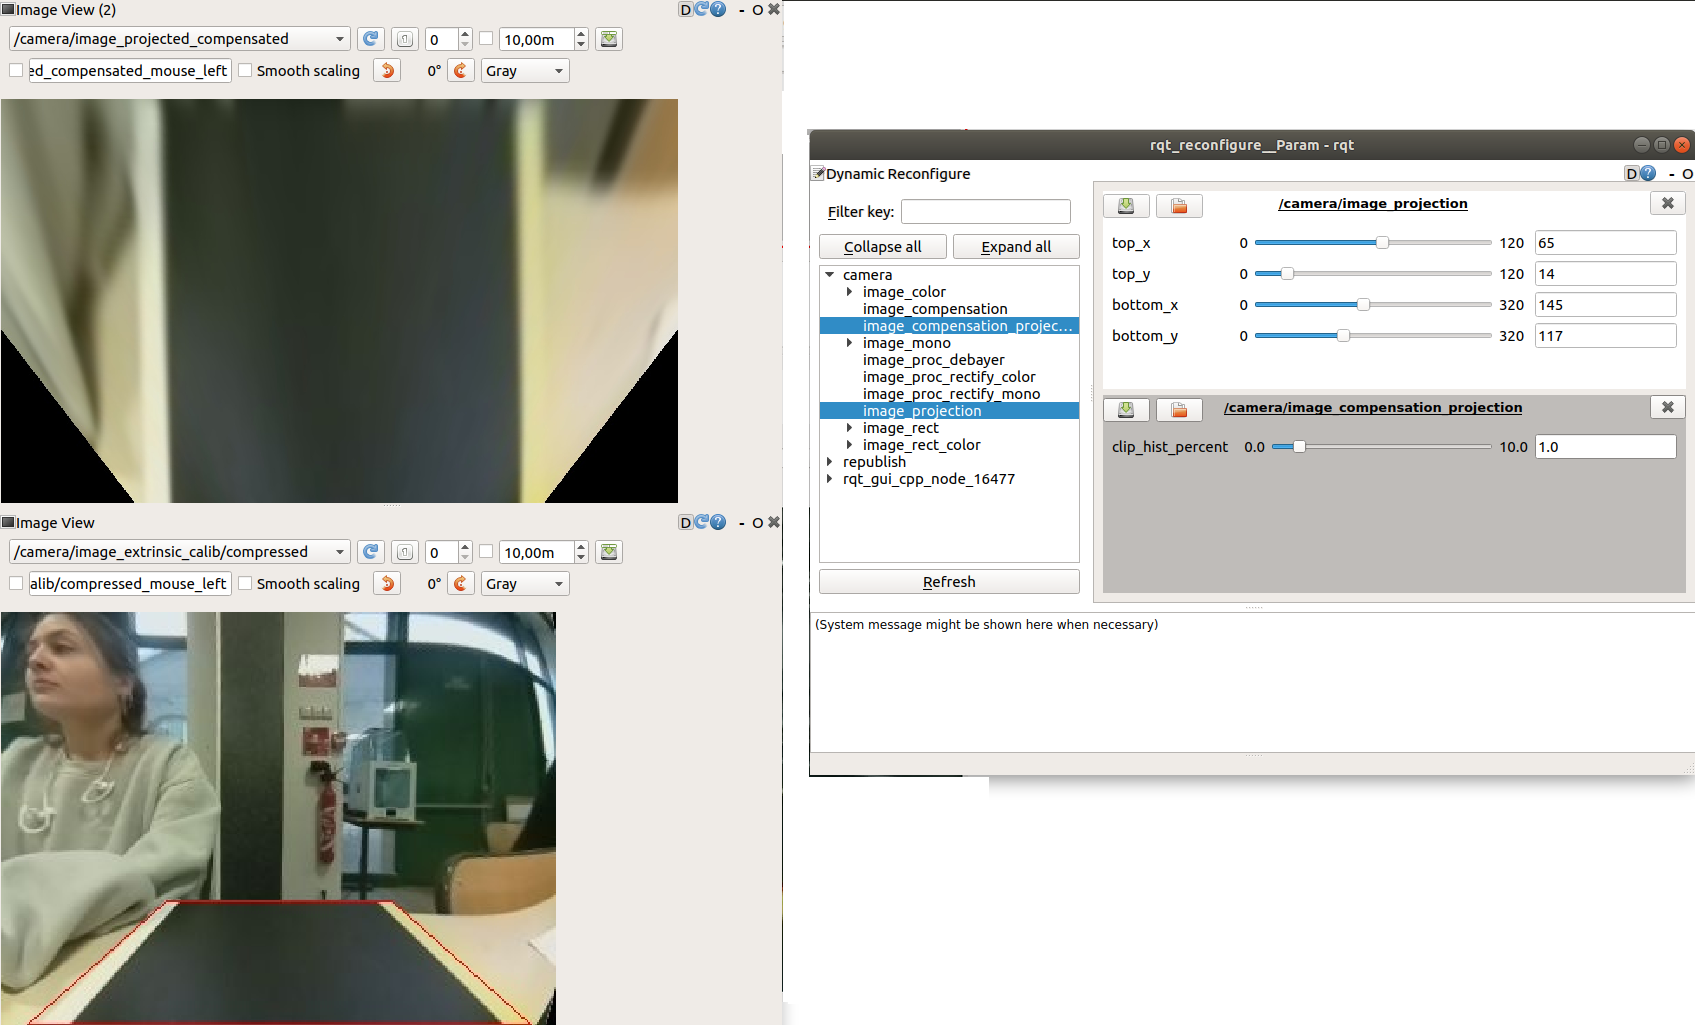 Image View (2)
D - O
/camera/image_projected_compensated
0
10,00m
ed_compensated_mouse_left
Smooth scaling
0°
Gray
Image View
D - O
/camera/image_extrinsic_calib/compressed
0
10,00m
alib/compressed_mouse_left
Smooth scaling
0°
Gray
rqt_reconfigure__Param - rqt
Dynamic Reconfigure
D - O
Filter key:
Collapse all
Expand all
camera
image_color
image_compensation
image_compensation_projec...
image_mono
image_proc_debayer
image_proc_rectify_color
image_proc_rectify_mono
image_projection
image_rect
image_rect_color
republish
rqt_gui_cpp_node_16477
Refresh
/camera/image_projection
top_x 0 120 65
top_y 0 120 14
bottom_x 0 320 145
bottom_y 0 320 117
/camera/image_compensation_projection
clip_hist_percent 0.0 10.0 1.0
(System message might be shown here when necessary)